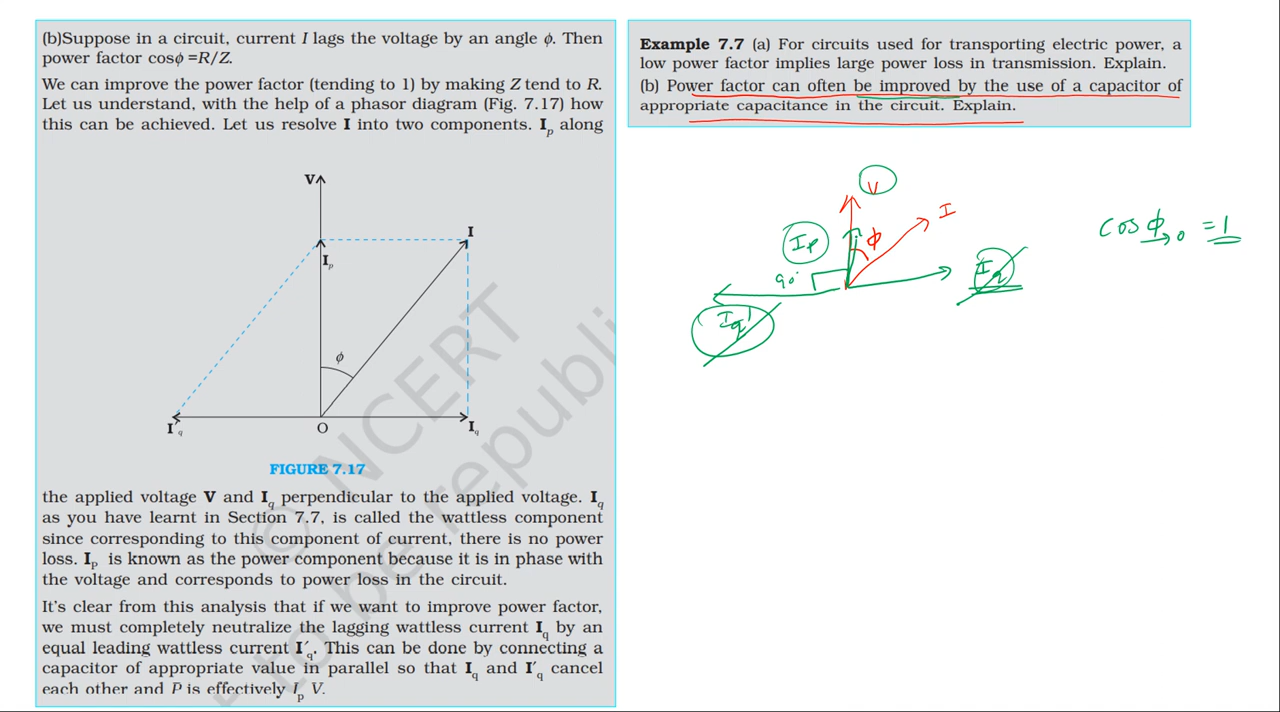 (b)Suppose in a circuit, current I lags the voltage by an angle ϕ. Then
power factor cosϕ =R/Z.
We can improve the power factor (tending to 1) by making Z tend to R.
Let us understand, with the help of a phasor diagram (Fig. 7.17) how
this can be achieved. Let us resolve I into two components. Ip along
V
I
Ip
ϕ
I'q
O
Iq
FIGURE 7.17
the applied voltage V and Iq perpendicular to the applied voltage. Iq
as you have learnt in Section 7.7, is called the wattless component
since corresponding to this component of current, there is no power
loss. IP is known as the power component because it is in phase with
the voltage and corresponds to power loss in the circuit.
It's clear from this analysis that if we want to improve power factor,
we must completely neutralize the lagging wattless current Iq by an
equal leading wattless current I'q. This can be done by connecting a
capacitor of appropriate value in parallel so that Iq and I'q cancel
each other and P is effectively Ip V.
© NCERT
to be republi
Example 7.7 (a) For circuits used for transporting electric power, a
low power factor implies large power loss in transmission. Explain.
(b) Power factor can often be improved by the use of a capacitor of
appropriate capacitance in the circuit. Explain.
V
I
Ip
ϕ
90°
Iq
Iq'
cos ϕ→0 = 1